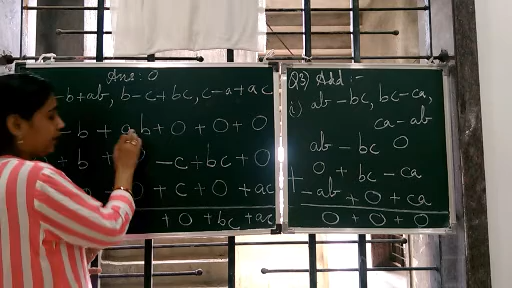 Ans: 0
-b+ab, b-c+bc, c-a+ac
-b + ab + 0 + 0 + 0
+ b + 0 - c + bc + 0
0 + c + 0 + ac
+ 0 + bc + ac
Q3) Add :-
i) ab - bc, bc - ca,
ca - ab
ab - bc 0
0 + bc - ca
+ - ab + 0 + ca
0 + 0 + 0